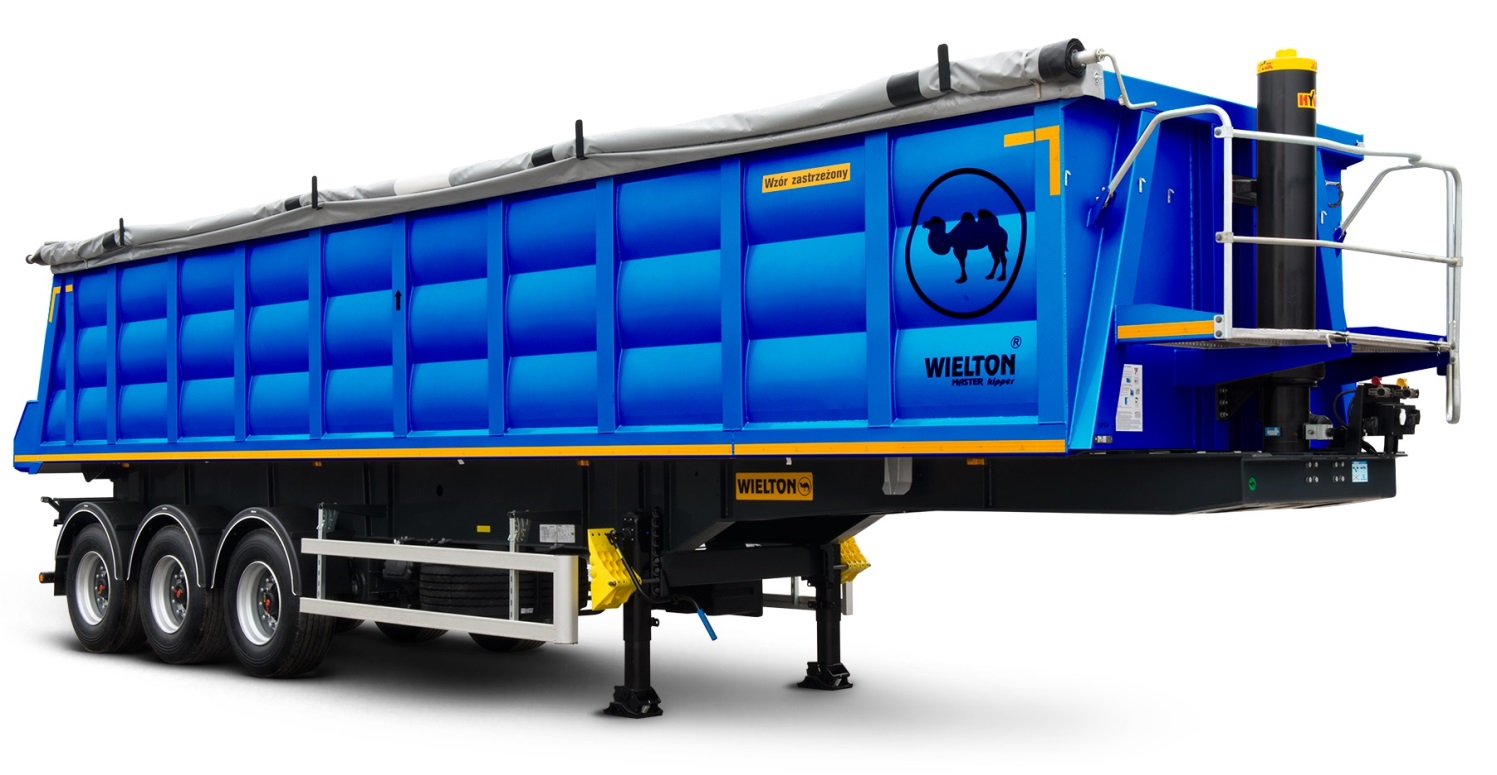 Wzór zastrzeżony
WIELTON
®
MASTER kipper
WIELTON